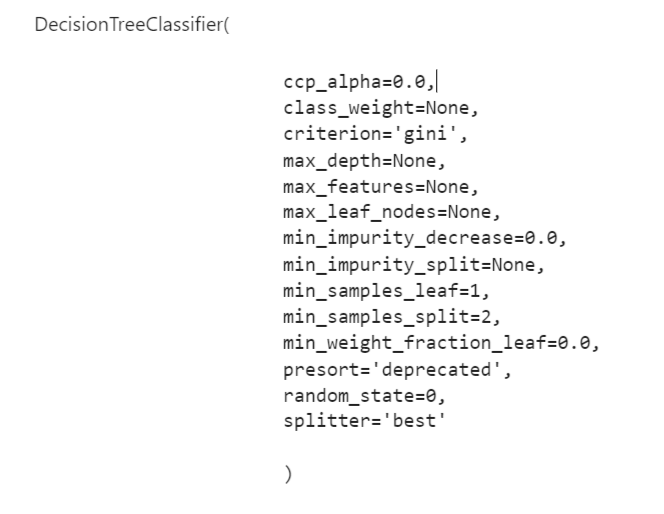 DecisionTreeClassifier(
ccp_alpha=0.0,
class_weight=None,
criterion='gini',
max_depth=None,
max_features=None,
max_leaf_nodes=None,
min_impurity_decrease=0.0,
min_impurity_split=None,
min_samples_leaf=1,
min_samples_split=2,
min_weight_fraction_leaf=0.0,
presort='deprecated',
random_state=0,
splitter='best'
)